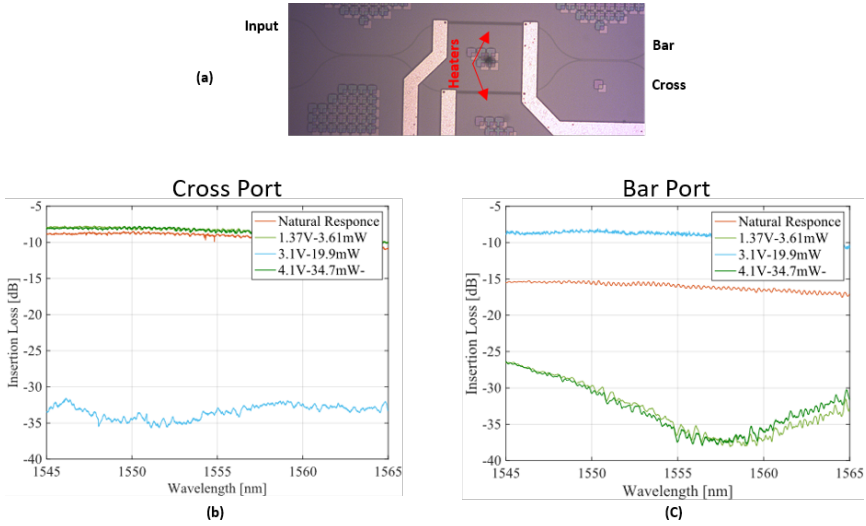 Input
Heaters
Bar
Cross
(a)
Cross Port
Bar Port
-5
-10
-15
-20
-25
-30
-35
-40
Insertion Loss [dB]
Natural Responce
1.37V-3.61mW
3.1V-19.9mW
4.1V-34.7mW-
1545
1550
1555
1560
1565
Wavelength [nm]
(b)
-5
-10
-15
-20
-25
-30
-35
-40
Insertion Loss [dB]
Natural Responce
1.37V-3.61mW
3.1V-19.9mW
4.1V-34.7mW-
1545
1550
1555
1560
1565
Wavelength [nm]
(C)